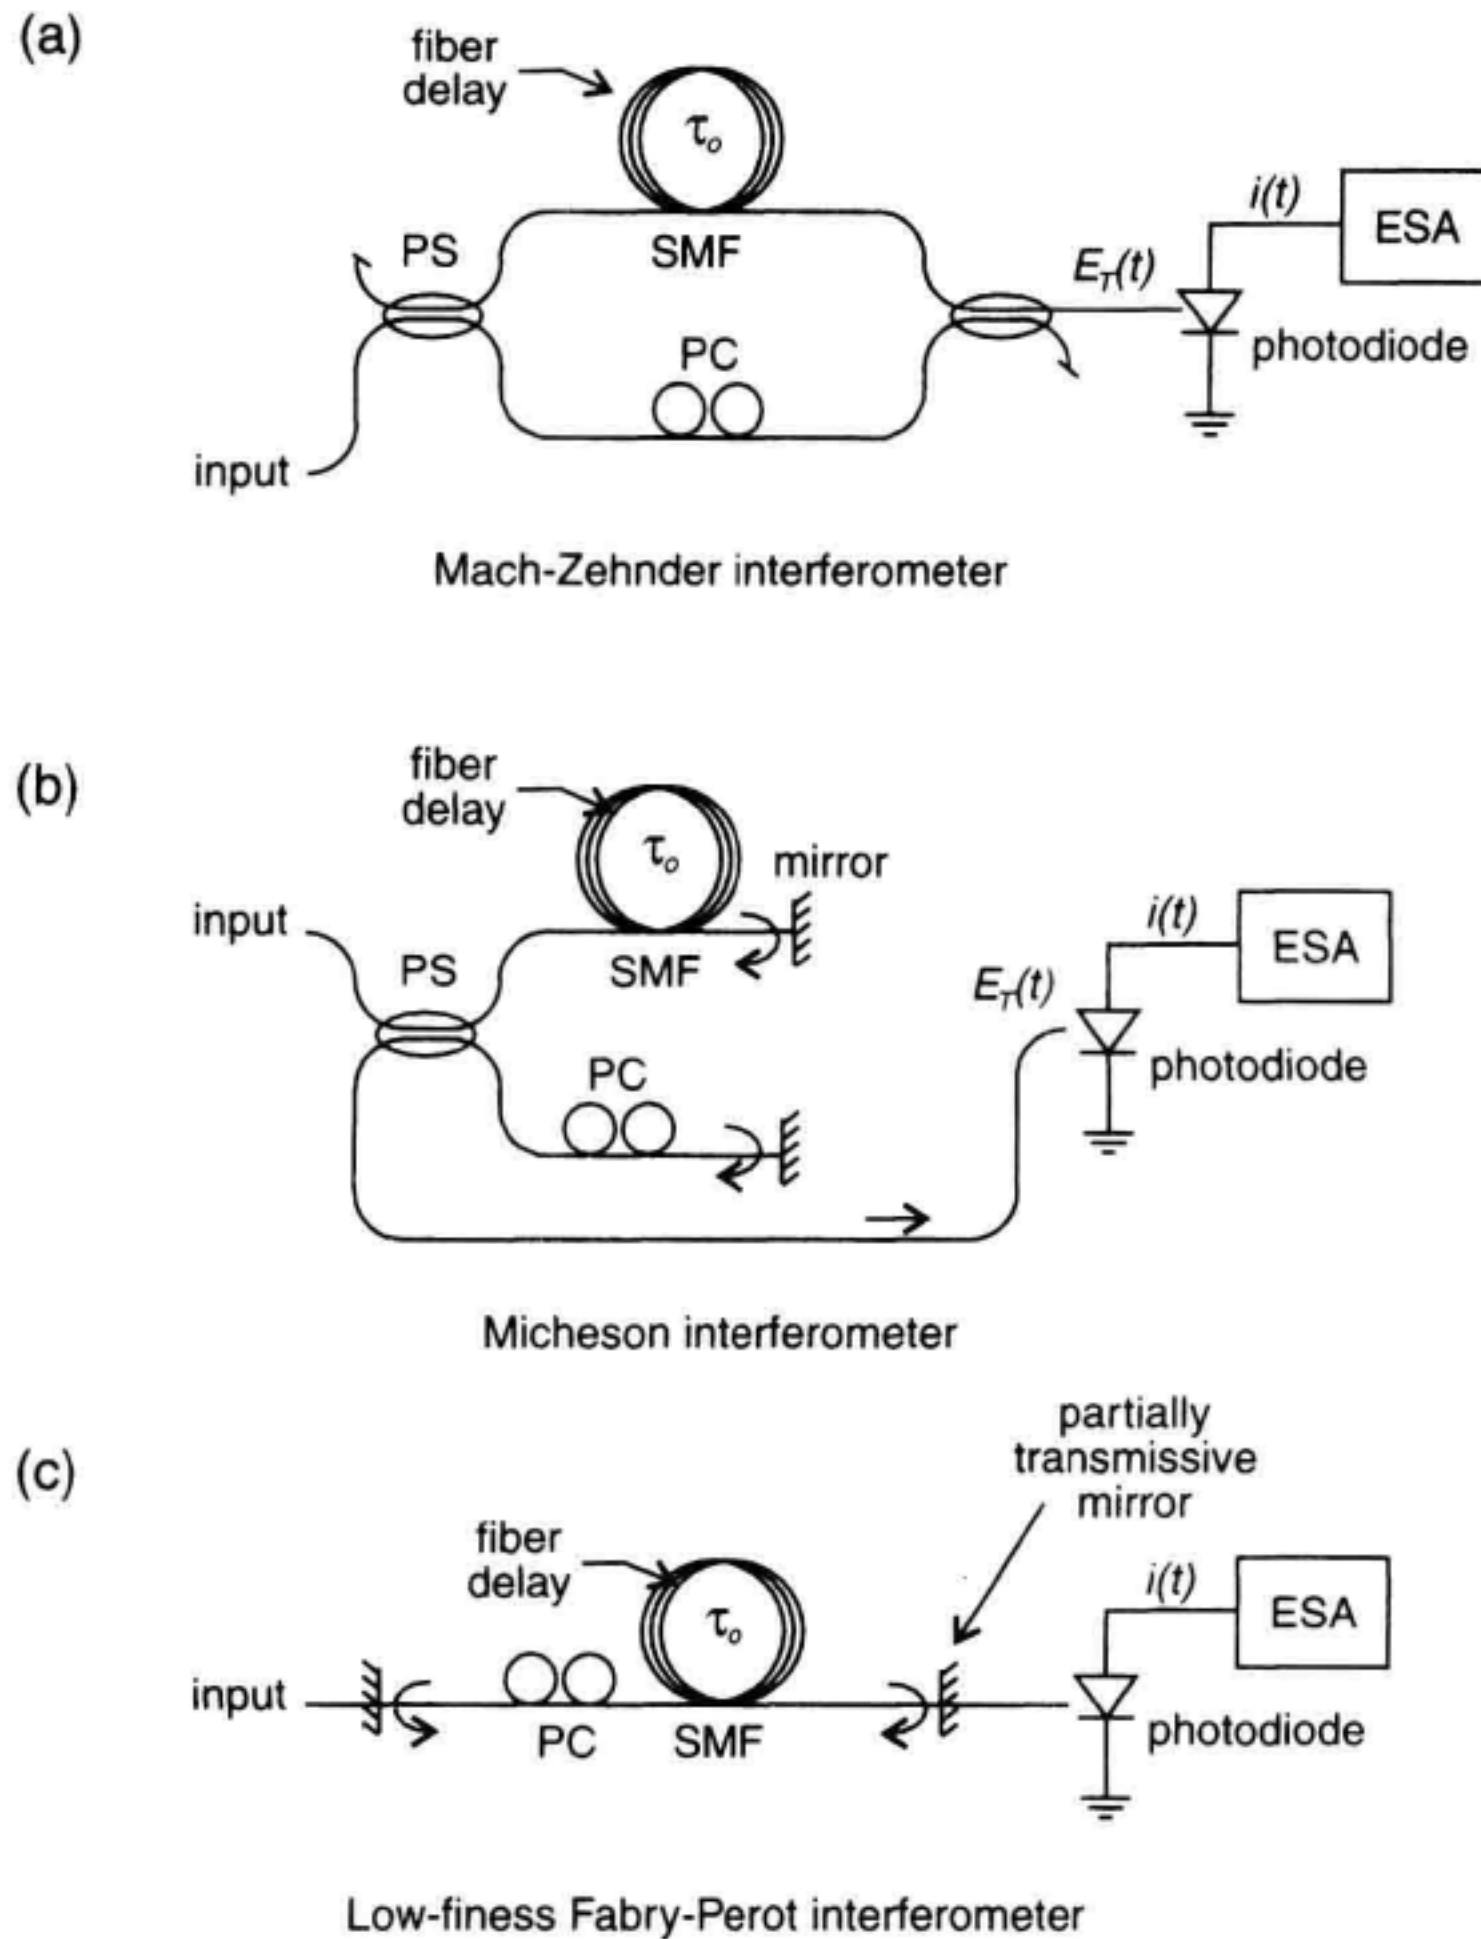 (a)
fiber
delay
τo
i(t)
ESA
PS
SMF
ET(t)
PC
photodiode
input
Mach-Zehnder interferometer
(b)
fiber
delay
τo
mirror
input
i(t)
ESA
PS
SMF
ET(t)
PC
photodiode
Micheson interferometer
partially
transmissive
mirror
(c)
fiber
delay
τo
i(t)
ESA
input
PC
SMF
photodiode
Low-finess Fabry-Perot interferometer